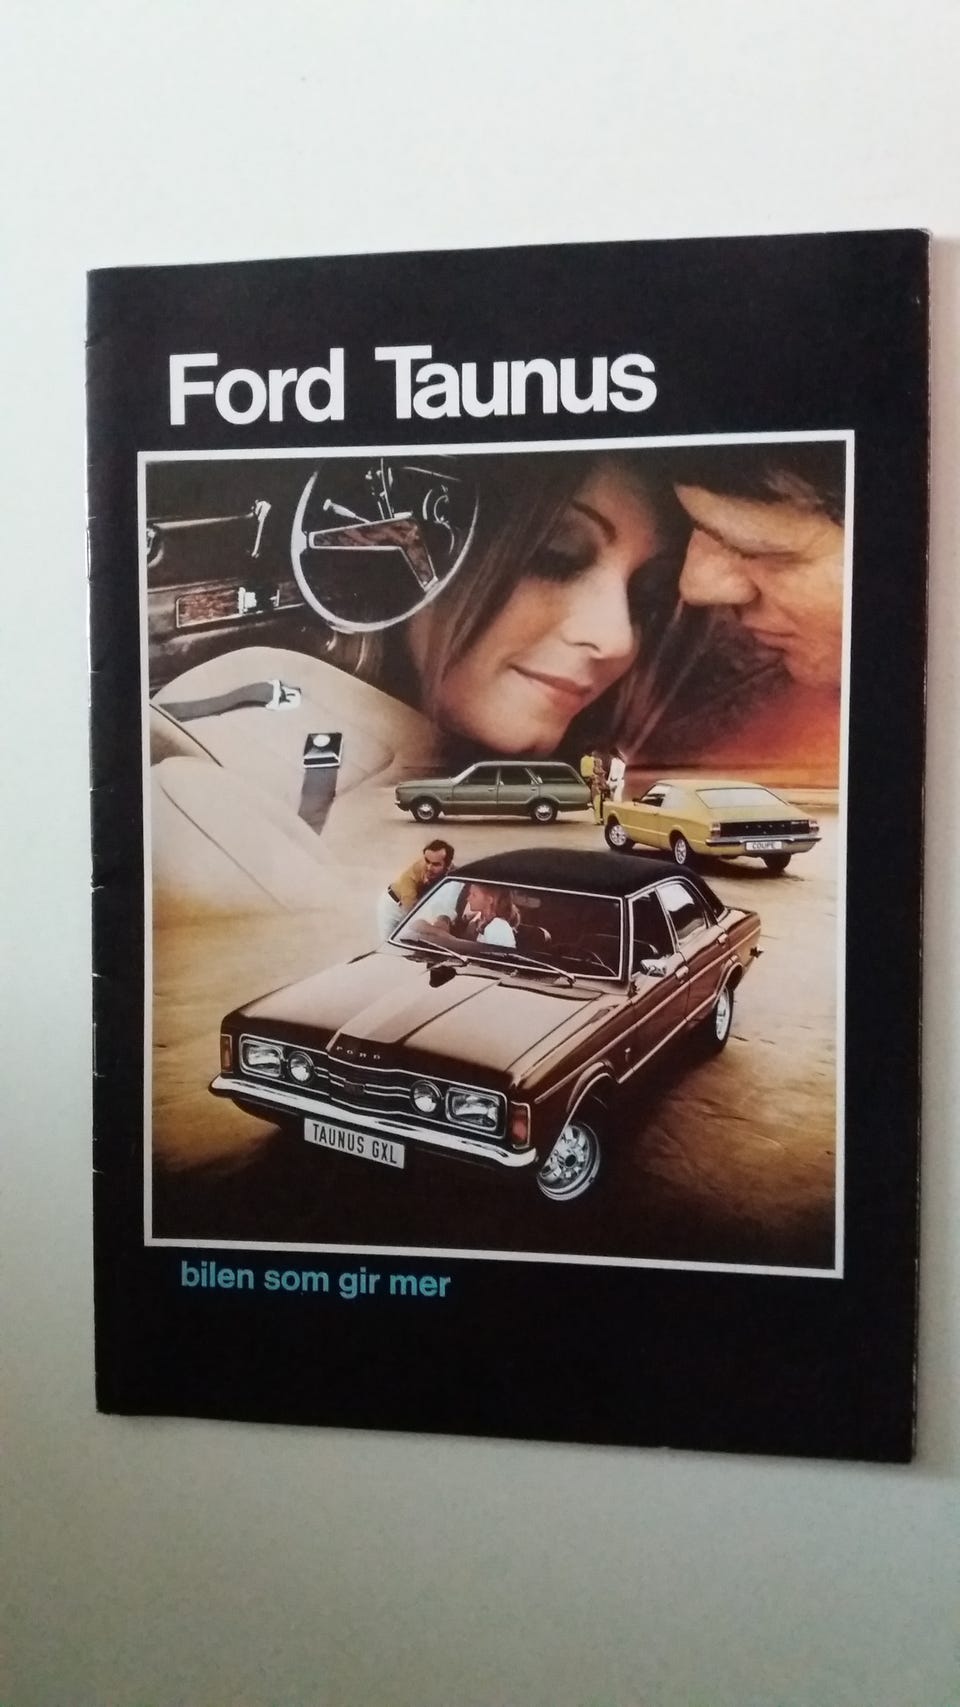 Ford Taunus
COUPE
FORD
TAUNUS GXL
bilen som gir mer